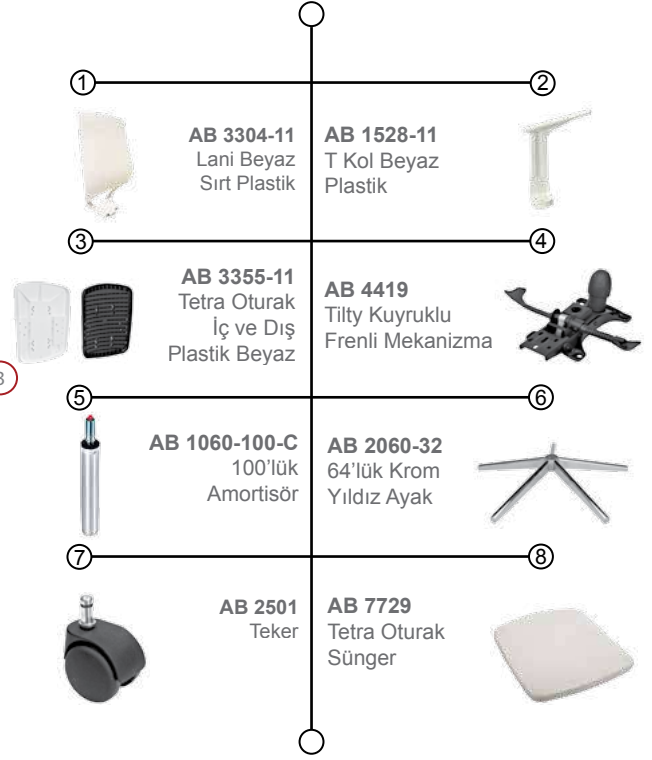 1
2
AB 3304-11
Lani Beyaz
Sırt Plastik
AB 1528-11
T Kol Beyaz
Plastik
3
4
AB 3355-11
Tetra Oturak
İç ve Dış
Plastik Beyaz
AB 4419
Tilty Kuyruklu
Frenli Mekanizma
5
6
AB 1060-100-C
100’lük
Amortisör
AB 2060-32
64’lük Krom
Yıldız Ayak
7
8
AB 2501
Teker
AB 7729
Tetra Oturak
Sünger